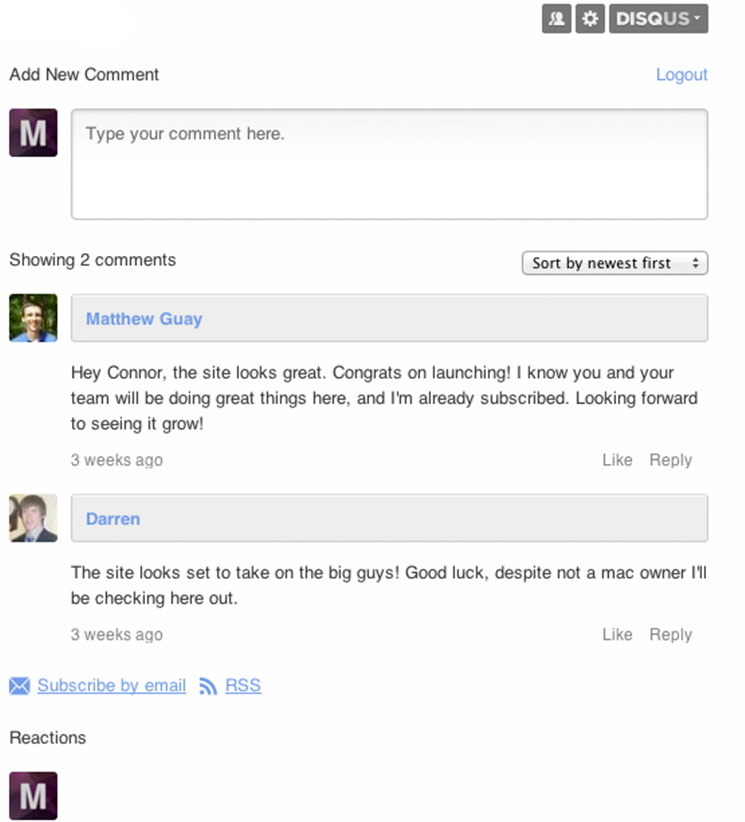 DISQUS
Add New Comment
Logout
M
Type your comment here.
Showing 2 comments
Sort by newest first
Matthew Guay
Hey Connor, the site looks great. Congrats on launching! I know you and your
team will be doing great things here, and I'm already subscribed. Looking forward
to seeing it grow!
3 weeks ago
Like Reply
Darren
The site looks set to take on the big guys! Good luck, despite not a mac owner I'll
be checking here out.
3 weeks ago
Like Reply
Subscribe by email RSS
Reactions
M